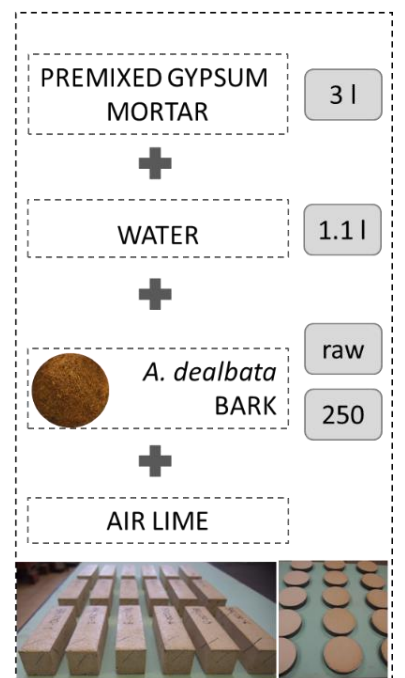 PREMIXED GYPSUM
MORTAR
3 l
WATER
1.1 l
A. dealbata
BARK
raw
250
AIR LIME